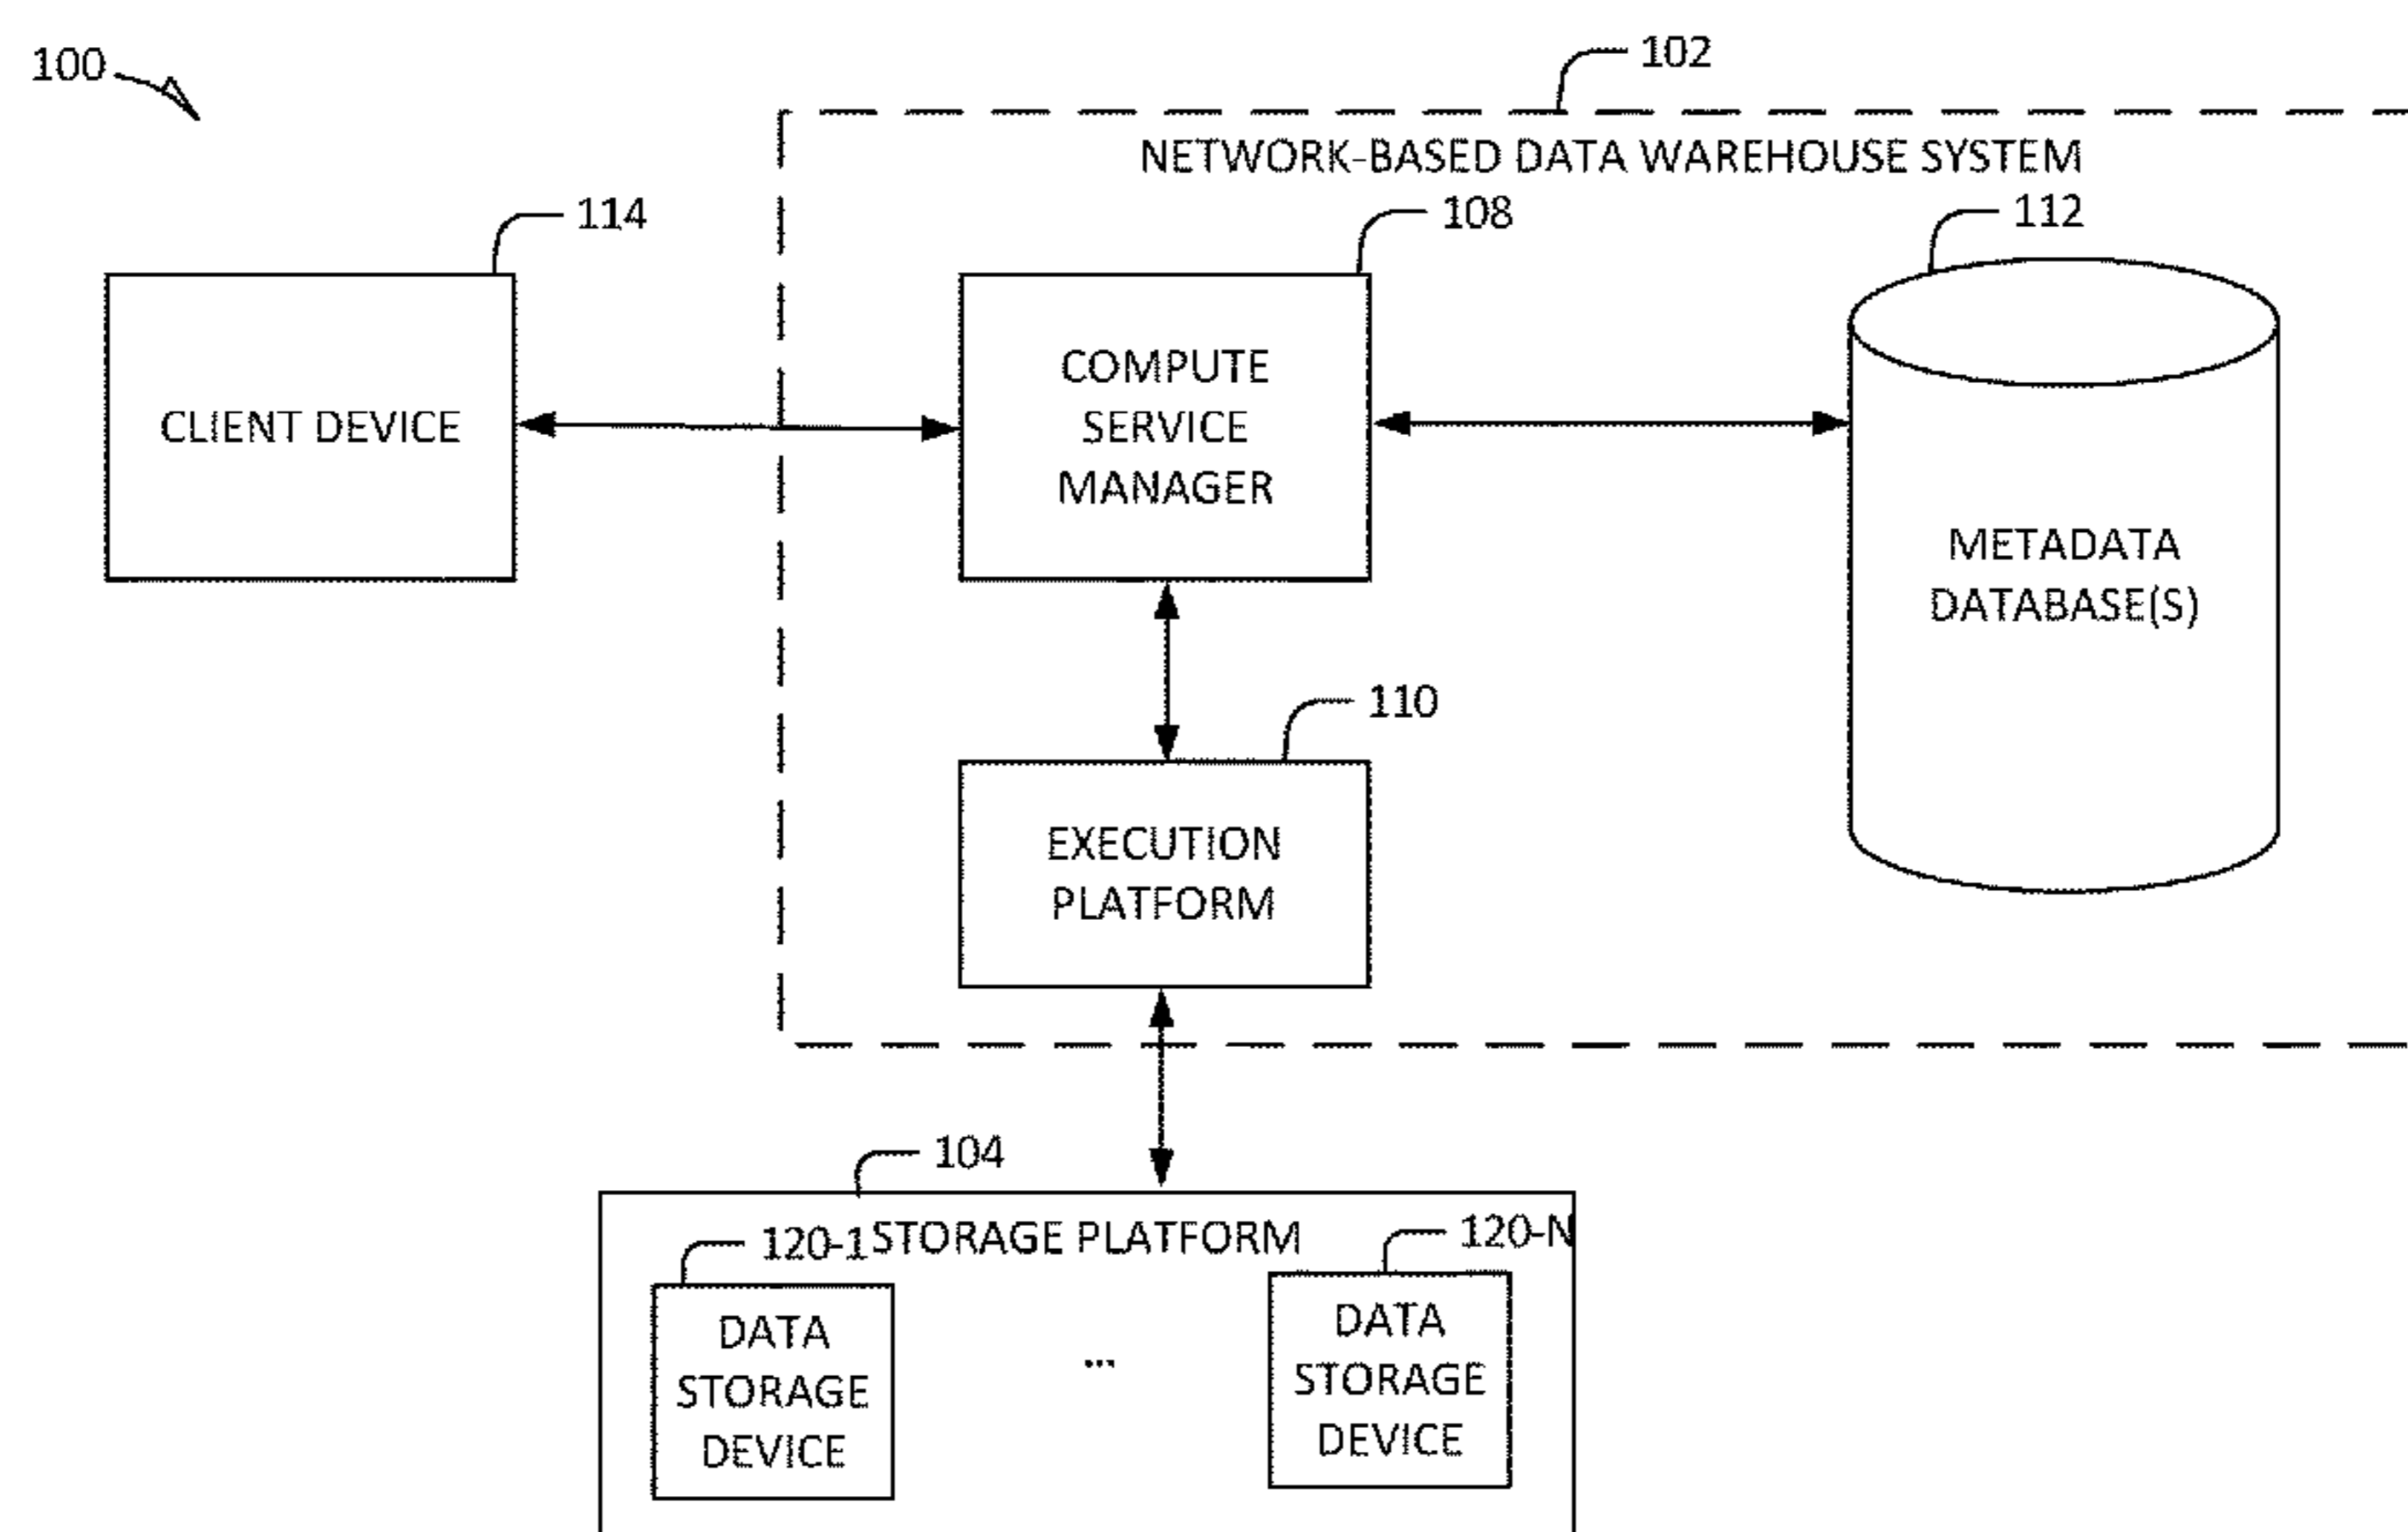 100
102
NETWORK-BASED DATA WAREHOUSE SYSTEM
114
108
112
CLIENT DEVICE
COMPUTE
SERVICE
MANAGER
METADATA
DATABASE(S)
110
EXECUTION
PLATFORM
104
STORAGE PLATFORM
120-1
120-N
DATA
STORAGE
DEVICE
...
DATA
STORAGE
DEVICE